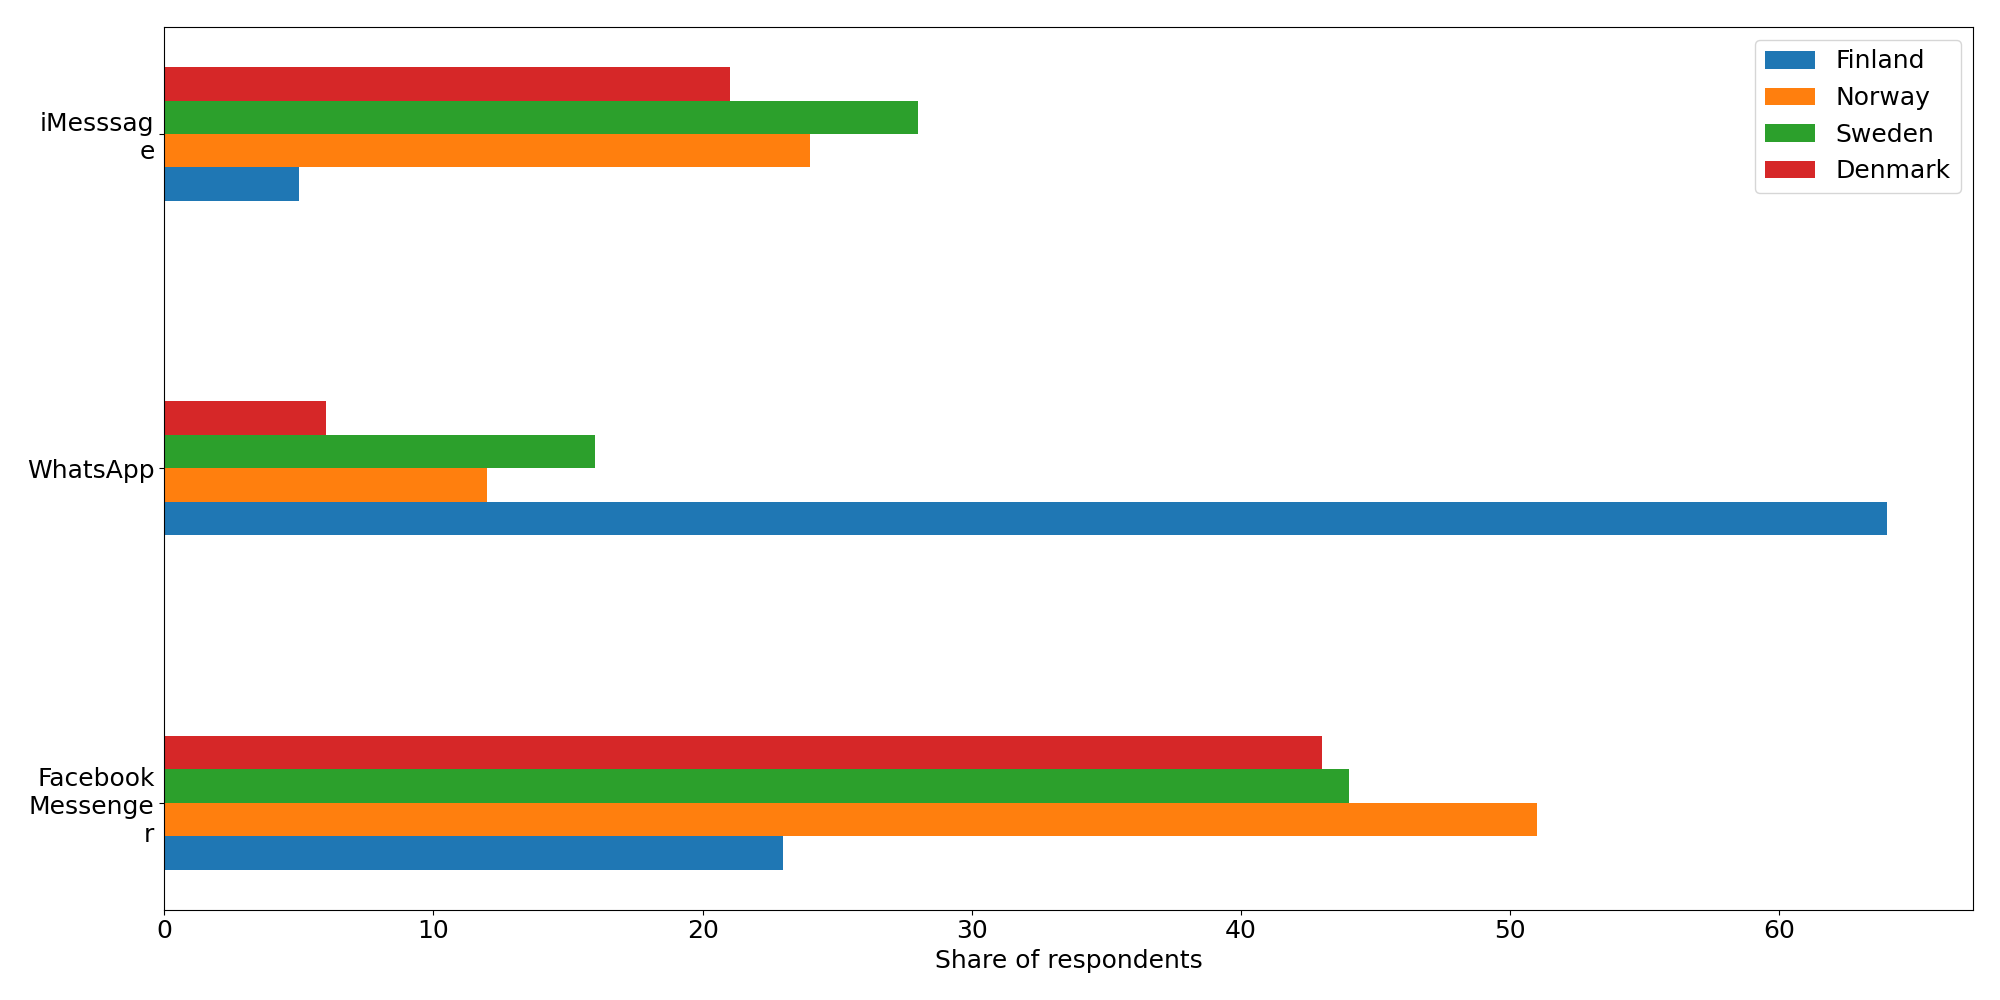 iMesssag
e
WhatsApp
Facebook
Messenge
r
0 10 20 30 40 50 60
Share of respondents
Finland
Norway
Sweden
Denmark